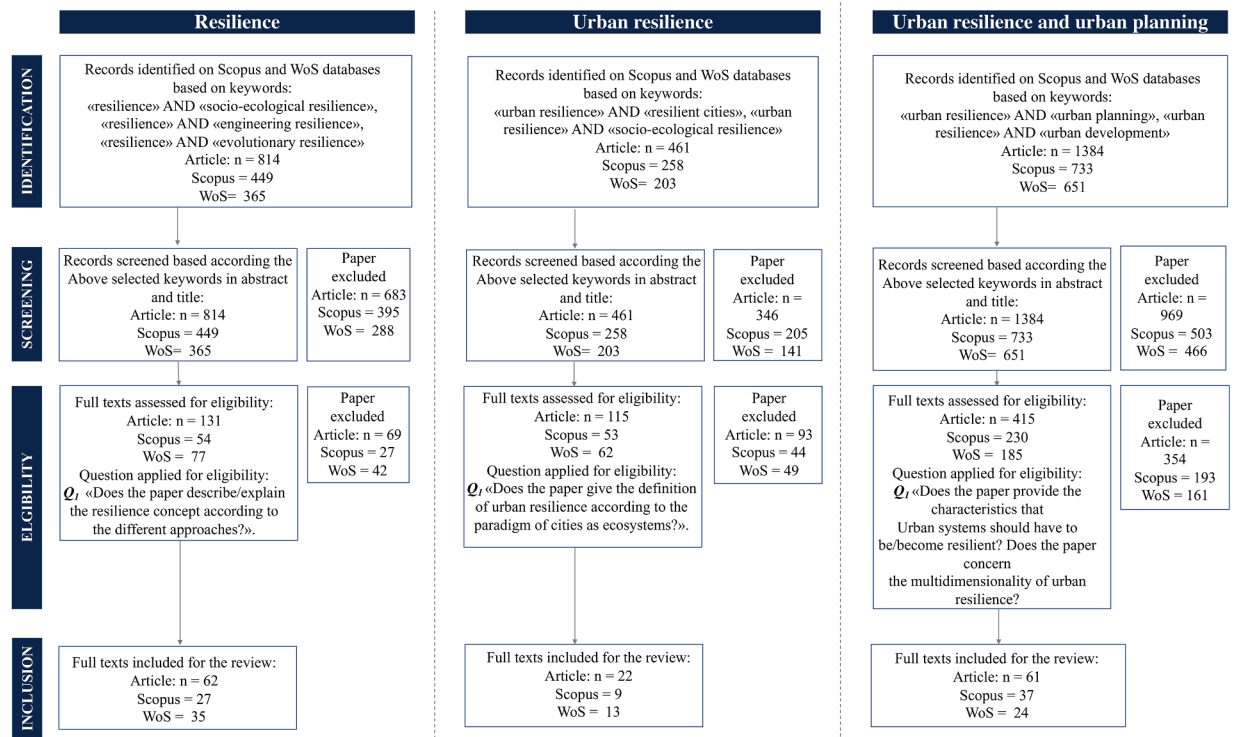 Resilience
Urban resilience
Urban resilience and urban planning
IDENTIFICATION
Records identified on Scopus and WoS databases
based on keywords:
«resilience» AND «socio-ecological resilience»,
«resilience» AND «engineering resilience»,
«resilience» AND «evolutionary resilience»
Article: n = 814
Scopus = 449
WoS= 365
Records identified on Scopus and WoS databases
based on keywords:
«urban resilience» AND «resilient cities», «urban
resilience» AND «socio-ecological resilience»
Article: n = 461
Scopus = 258
WoS= 203
Records identified on Scopus and WoS databases
based on keywords:
«urban resilience» AND «urban planning», «urban
resilience» AND «urban development»
Article: n = 1384
Scopus = 733
WoS = 651
SCREENING
Records screened based according the
Above selected keywords in abstract
and title:
Article: n = 814
Scopus = 449
WoS= 365
Paper
excluded
Article: n = 683
Scopus = 395
WoS = 288
Records screened based according the
Above selected keywords in abstract
and title:
Article: n = 461
Scopus = 258
WoS= 203
Paper
excluded
Article: n =
346
Scopus = 205
WoS = 141
Records screened based according the
Above selected keywords in abstract
and title:
Article: n = 1384
Scopus = 733
WoS= 651
Paper
excluded
Article: n =
969
Scopus = 503
WoS = 466
ELGIBILITY
Full texts assessed for eligibility:
Article: n = 131
Scopus = 54
WoS = 77
Question applied for eligibility:
Q1 «Does the paper describe/explain
the resilience concept according to
the different approaches?».
Paper
excluded
Article: n = 69
Scopus = 27
WoS = 42
Full texts assessed for eligibility:
Article: n = 115
Scopus = 53
WoS = 62
Question applied for eligibility:
Q1 «Does the paper give the definition
of urban resilience according to the
paradigm of cities as ecosystems?».
Paper
excluded
Article: n = 93
Scopus = 44
WoS = 49
Full texts assessed for eligibility:
Article: n = 415
Scopus = 230
WoS = 185
Question applied for eligibility:
Q1 «Does the paper provide the
characteristics that
Urban systems should have to
be/become resilient? Does the paper
concern
the multidimensionality of urban
resilience?
Paper
excluded
Article: n =
354
Scopus = 193
WoS = 161
INCLUSION
Full texts included for the review:
Article: n = 62
Scopus = 27
WoS = 35
Full texts included for the review:
Article: n = 22
Scopus = 9
WoS = 13
Full texts included for the review:
Article: n = 61
Scopus = 37
WoS = 24